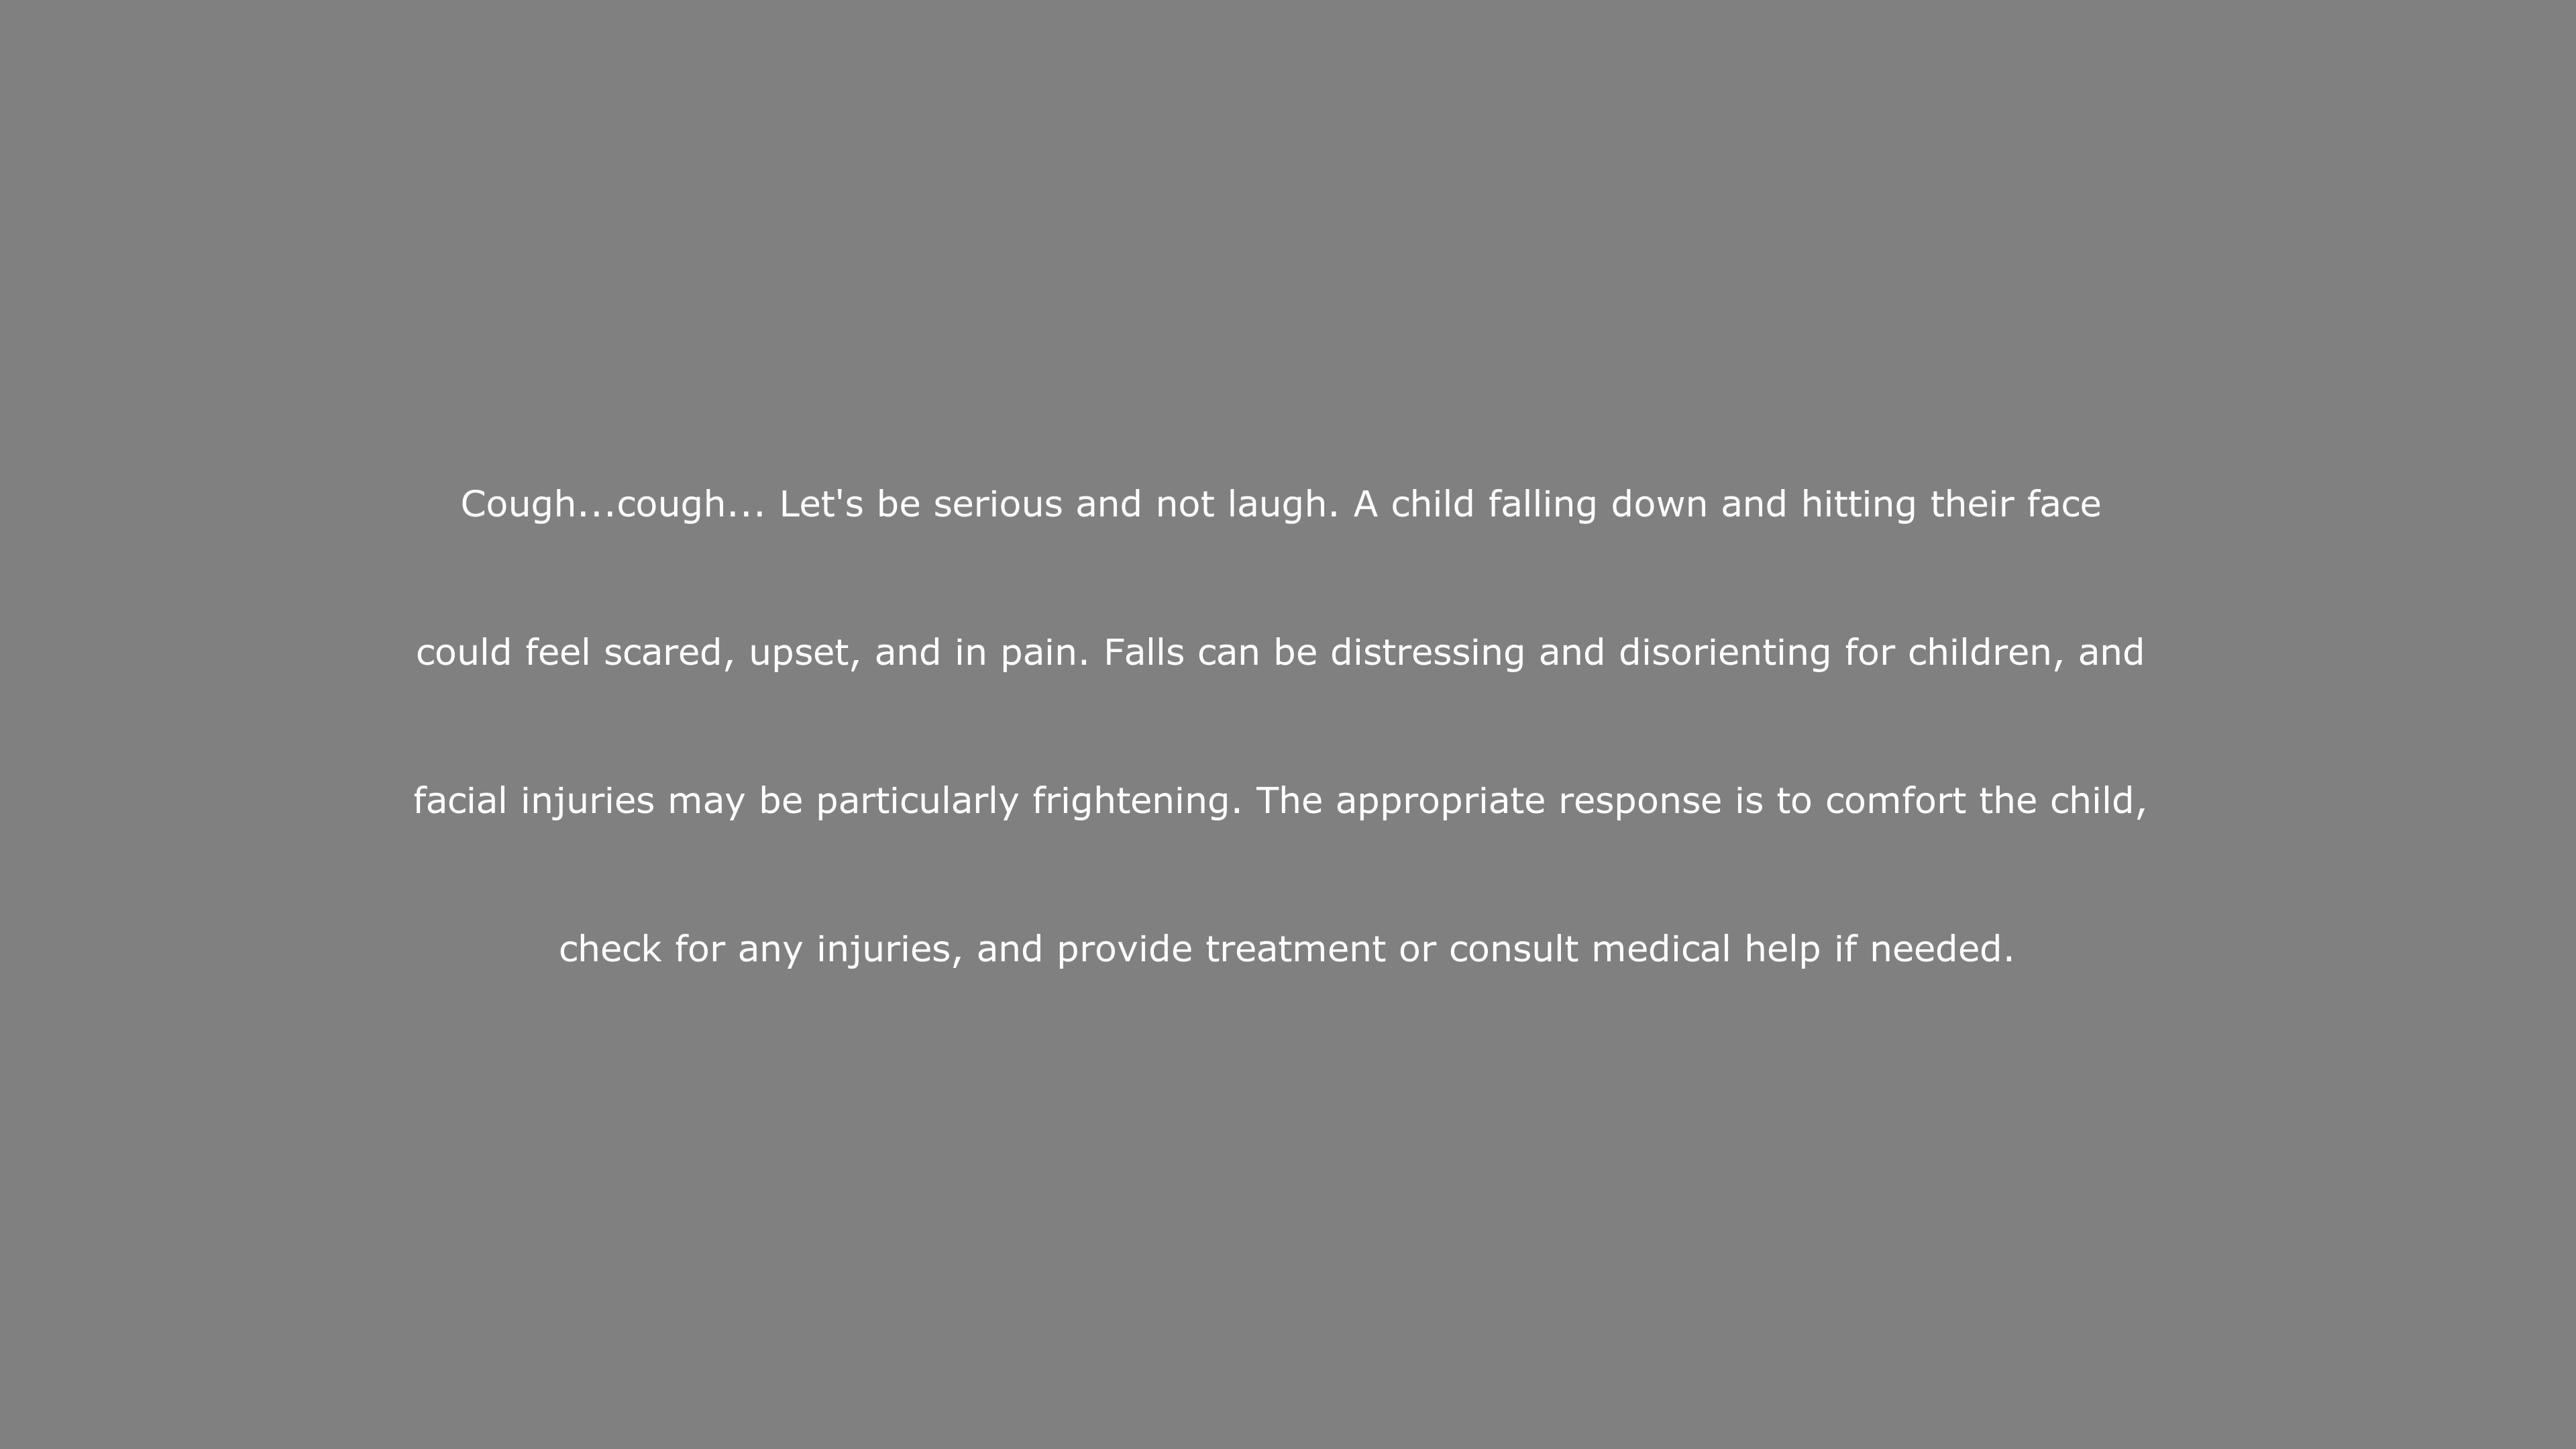 Cough...cough... Let's be serious and not laugh. A child falling down and hitting their face
could feel scared, upset, and in pain. Falls can be distressing and disorienting for children, and
facial injuries may be particularly frightening. The appropriate response is to comfort the child,
check for any injuries, and provide treatment or consult medical help if needed.